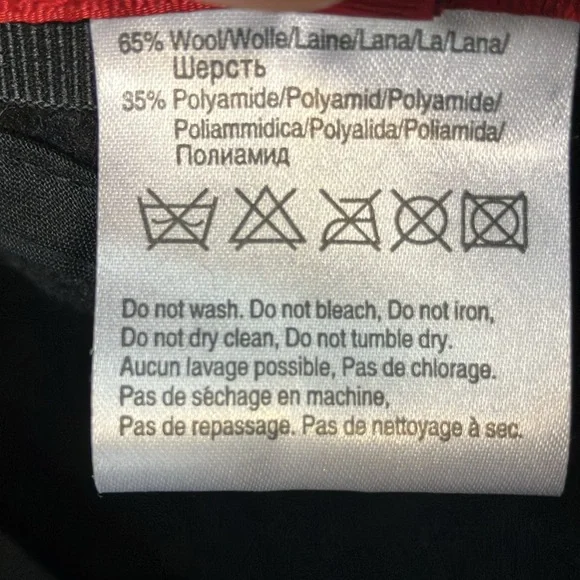 65% Wool/Wolle/Laine/Lana/La/Lana/
Шерсть
35% Polyamide/Polyamid/Polyamide/
Poliammidica/Polyalida/Poliamida/
Полиамид
Do not wash. Do not bleach, Do not iron,
Do not dry clean, Do not tumble dry.
Aucun lavage possible, Pas de chlorage.
Pas de séchage en machine,
Pas de repassage. Pas de nettoyage à sec.